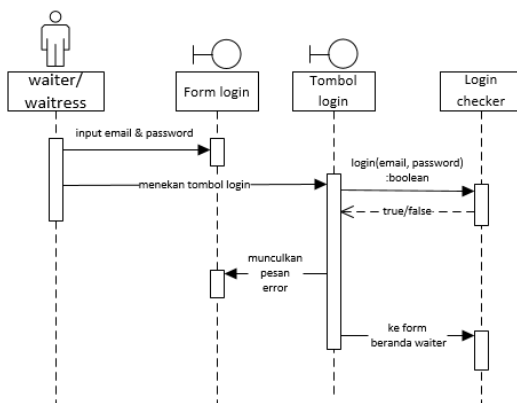 waiter/
waitress
Form login
Tombol
login
Login
checker
input email & password
login(email, password)
:boolean
menekan tombol login
true/false
munculkan
pesan
error
ke form
beranda waiter